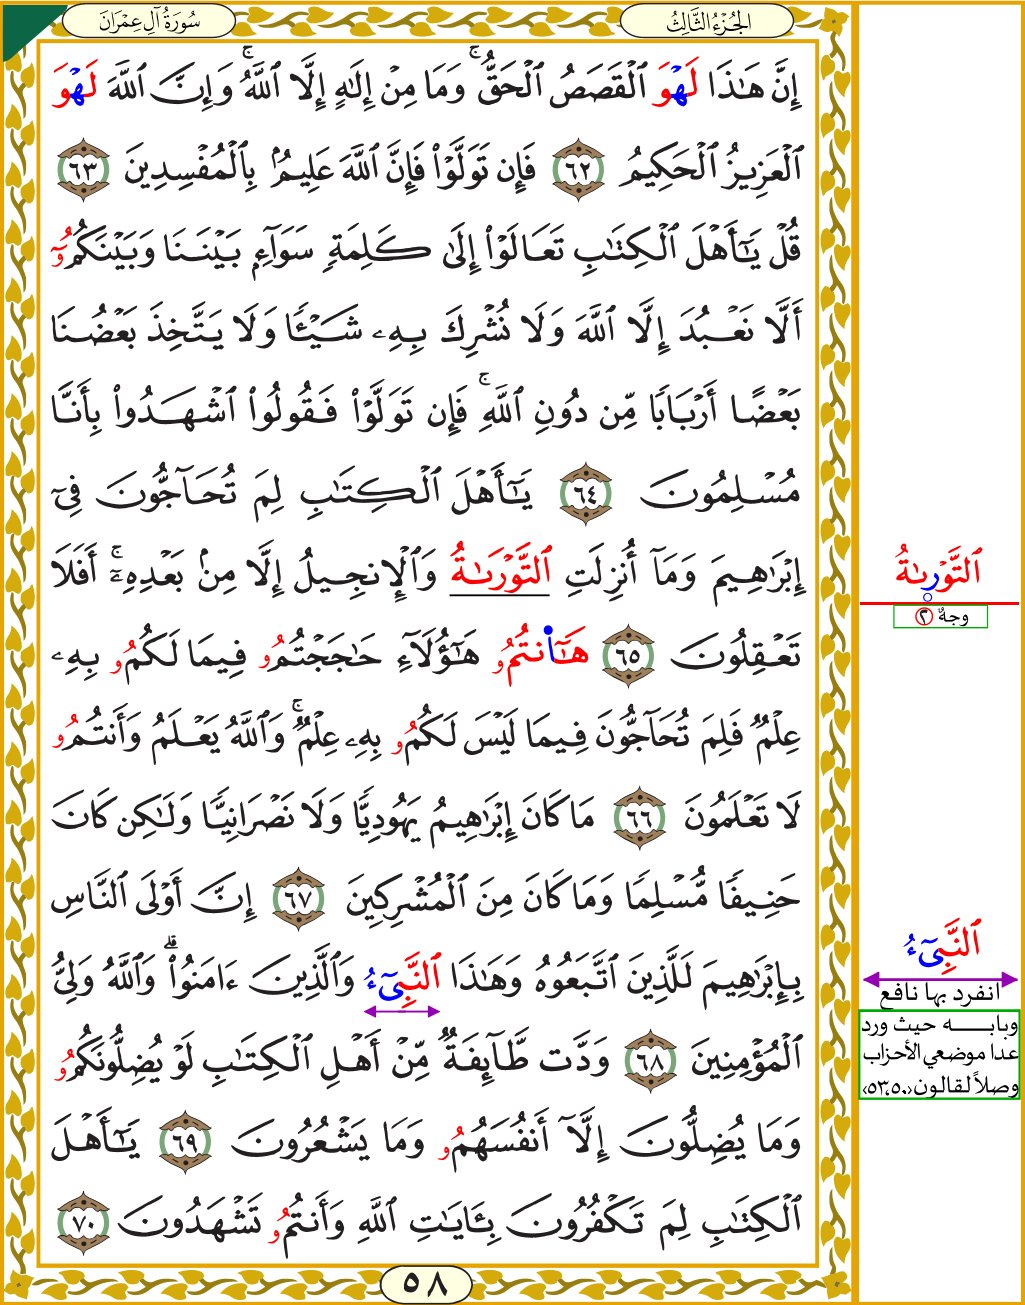 سُورَةُ آلِ عِمْرَان
الجُزْءُ الثَّالِثُ
إِنَّ هَٰذَا لَهْوَ ٱلْقَصَصُ ٱلْحَقُّ ۚ وَمَا مِنْ إِلَٰهٍ إِلَّا ٱللَّهُ ۚ وَإِنَّ ٱللَّهَ لَهْوَ
ٱلْعَزِيزُ ٱلْحَكِيمُ ٦٢ فَإِن تَوَلَّوْا۟ فَإِنَّ ٱللَّهَ عَلِيمٌۢ بِٱلْمُفْسِدِينَ ٦٣
قُلْ يَـٰٓأَهْلَ ٱلْكِتَـٰبِ تَعَالَوْا۟ إِلَىٰ كَلِمَةٍۢ سَوَآءٍۭ بَيْنَنَا وَبَيْنَكُمُۥٓ
أَلَّا نَعْبُدَ إِلَّا ٱللَّهَ وَلَا نُشْرِكَ بِهِۦ شَيْـًٔا وَلَا يَتَّخِذَ بَعْضُنَا
بَعْضًا أَرْبَابًا مِّن دُونِ ٱللَّهِ ۚ فَإِن تَوَلَّوْا۟ فَقُولُوا۟ ٱشْهَدُوا۟ بِأَنَّا
مُسْلِمُونَ ٦٤ يَـٰٓأَهْلَ ٱلْكِتَـٰبِ لِمَ تُحَآجُّونَ فِىٓ
إِبْرَٰهِيمَ وَمَآ أُنزِلَتِ ٱلتَّوْرَىٰةُ وَٱلْإِنجِيلُ إِلَّا مِنۢ بَعْدِهِۦٓ ۚ أَفَلَا
تَعْقِلُونَ ٦٥ هَـٰٓا۬نتُمُۥ هَـٰٓؤُلَآءِ حَـٰجَجْتُمُۥ فِيمَا لَكُمُۥ بِهِۦ
عِلْمٌ فَلِمَ تُحَآجُّونَ فِيمَا لَيْسَ لَكُمُۥ بِهِۦ عِلْمٌ ۚ وَٱللَّهُ يَعْلَمُ وَأَنتُمُۥ
لَا تَعْلَمُونَ ٦٦ مَا كَانَ إِبْرَٰهِيمُ يَهُودِيًّا وَلَا نَصْرَانِيًّا وَلَـٰكِن كَانَ
حَنِيفًا مُّسْلِمًا وَمَا كَانَ مِنَ ٱلْمُشْرِكِينَ ٦٧ إِنَّ أَوْلَى ٱلنَّاسِ
بِإِبْرَٰهِيمَ لَلَّذِينَ ٱتَّبَعُوهُ وَهَـٰذَا ٱلنَّبِىٓءُ وَٱلَّذِينَ ءَامَنُوا۟ ۗ وَٱللَّهُ وَلِىُّ
ٱلْمُؤْمِنِينَ ٦٨ وَدَّت طَّآئِفَةٌ مِّنْ أَهْلِ ٱلْكِتَـٰبِ لَوْ يُضِلُّونَكُمُۥ
وَمَا يُضِلُّونَ إِلَّآ أَنفُسَهُمُۥ وَمَا يَشْعُرُونَ ٦٩ يَـٰٓأَهْلَ
ٱلْكِتَـٰبِ لِمَ تَكْفُرُونَ بِـَٔايَـٰتِ ٱللَّهِ وَأَنتُمُۥ تَشْهَدُونَ ٧٠
٥٨
ٱلتَّوْرَىٰةُ
وجهٌ ٢
ٱلنَّبِىٓءُ
انفرد بها نافع
وبابه حيث ورد
عدا موضعي الأحزاب
وصلاً لقالون (٥٣،٥٠)